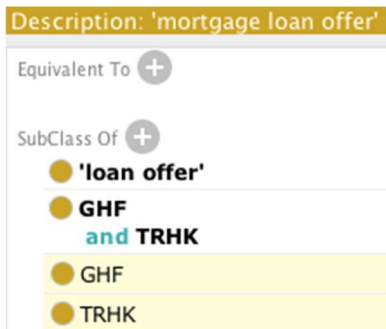 Description: 'mortgage loan offer'
Equivalent To
SubClass Of
'loan offer'
GHF
and TRHK
GHF
TRHK